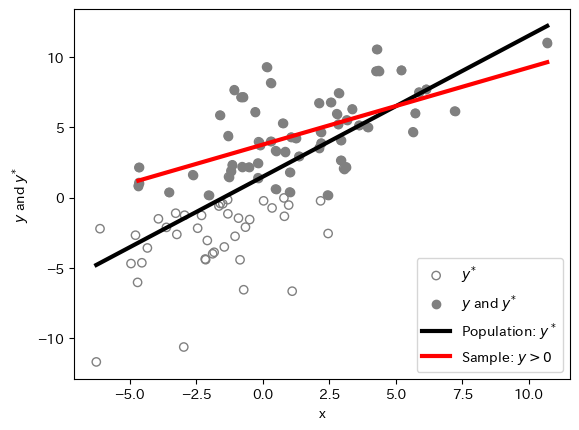 10
5
0
−5
−10
y and y*
−5.0
−2.5
0.0
2.5
5.0
7.5
10.0
x
y*
y and y*
Population: y*
Sample: y > 0